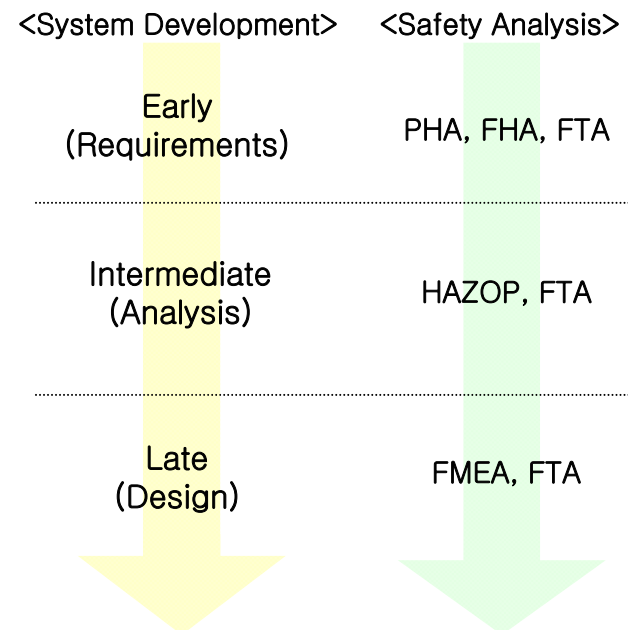 <System Development>
<Safety Analysis>
Early
(Requirements)
PHA, FHA, FTA
Intermediate
(Analysis)
HAZOP, FTA
Late
(Design)
FMEA, FTA